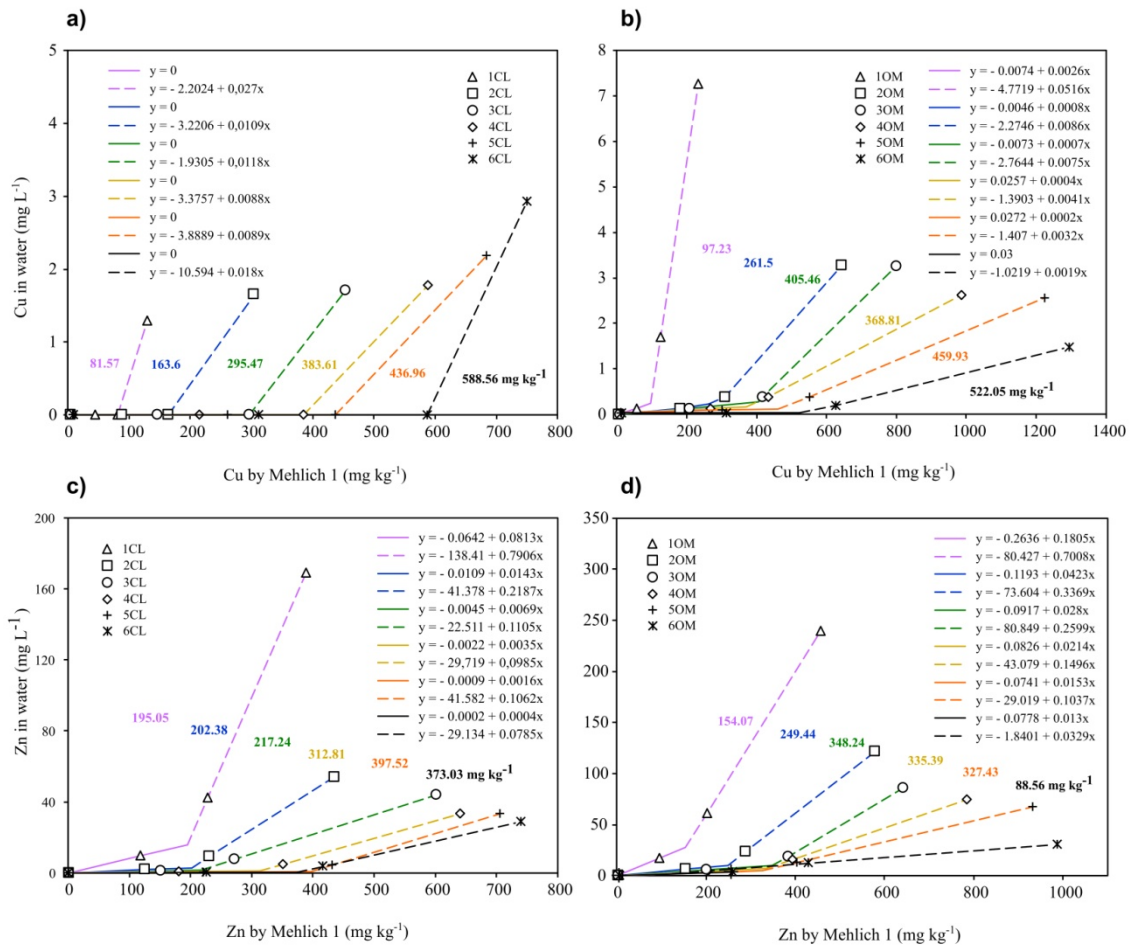 a)
5
4
3
2
1
0
Cu in water (mg L-1)
y = 0
y = - 2.2024 + 0,027x
y = 0
y = - 3.2206 + 0,0109x
y = 0
y = - 1.9305 + 0,0118x
y = 0
y = - 3.3757 + 0.0088x
y = 0
y = - 3.8889 + 0.0089x
y = 0
y = - 10.594 + 0.018x
1CL
2CL
3CL
4CL
5CL
6CL
81.57
163.6
295.47
383.61
436.96
588.56 mg kg-1
0 100 200 300 400 500 600 700 800
Cu by Mehlich 1 (mg kg-1)
b)
8
7
6
5
4
3
2
1
0
1OM
2OM
3OM
4OM
5OM
6OM
y = - 0.0074 + 0.0026x
y = - 4.7719 + 0.0516x
y = - 0.0046 + 0.0008x
y = - 2.2746 + 0.0086x
y = - 0.0073 + 0.0007x
y = - 2.7644 + 0.0075x
y = 0.0257 + 0.0004x
y = - 1.3903 + 0.0041x
y = 0.0272 + 0.0002x
y = - 1.407 + 0.0032x
y = 0.03
y = -1.0219 + 0.0019x
97.23
261.5
405.46
368.81
459.93
522.05 mg kg-1
0 200 400 600 800 1000 1200 1400
Cu by Mehlich 1 (mg kg-1)
c)
200
160
120
80
40
0
Zn in water (mg L-1)
1CL
2CL
3CL
4CL
5CL
6CL
y = - 0.0642 + 0.0813x
y = - 138.41 + 0.7906x
y = - 0.0109 + 0.0143x
y = - 41.378 + 0.2187x
y = - 0.0045 + 0.0069x
y = - 22.511 + 0.1105x
y = - 0.0022 + 0.0035x
y = - 29,719 + 0,0985x
y = - 0.0009 + 0.0016x
y = - 41.582 + 0.1062x
y = - 0.0002 + 0.0004x
y = - 29.134 + 0.0785x
195.05
202.38
217.24
312.81
397.52
373.03 mg kg-1
0 100 200 300 400 500 600 700 800
Zn by Mehlich 1 (mg kg-1)
d)
350
300
250
200
150
100
50
0
1OM
2OM
3OM
4OM
5OM
6OM
y = - 0.2636 + 0.1805x
y = - 80.427 + 0.7008x
y = - 0.1193 + 0.0423x
y = - 73.604 + 0.3369x
y = - 0.0917 + 0.028x
y = - 80.849 + 0.2599x
y = - 0.0826 + 0.0214x
y = - 43.079 + 0.1496x
y = - 0.0741 + 0.0153x
y = - 29.019 + 0.1037x
y = - 0.0778 + 0.013x
y = - 1.8401 + 0.0329x
154.07
249.44
348.24
335.39
327.43
88.56 mg kg-1
0 200 400 600 800 1000
Zn by Mehlich 1 (mg kg-1)